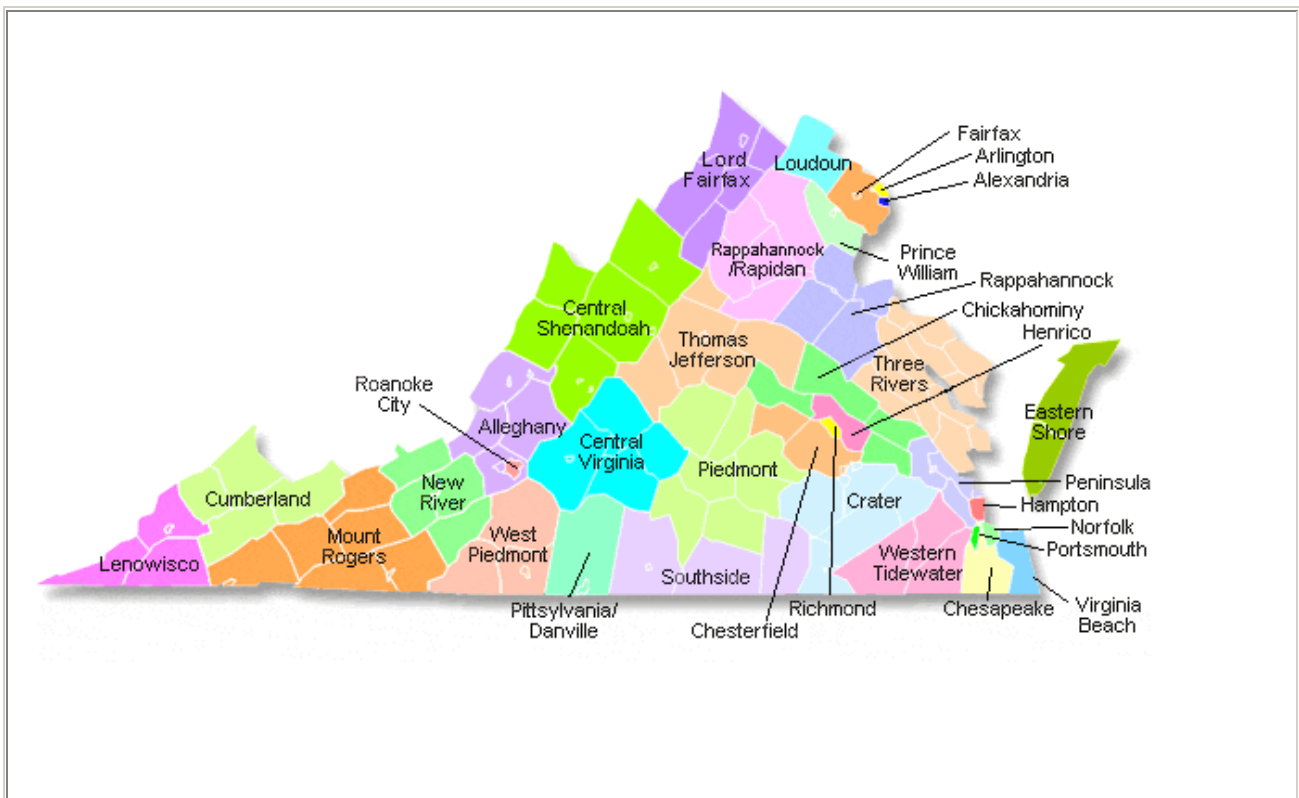 Fairfax
Arlington
Alexandria
Lord
Fairfax
Loudoun
Rappahannock
/Rapidan
Prince
William
Rappahannock
Chickahominy
Henrico
Central
Shenandoah
Thomas
Jefferson
Three
Rivers
Roanoke
City
Alleghany
Eastern
Shore
Central
Virginia
Piedmont
Cumberland
New
River
Crater
Peninsula
Hampton
Norfolk
Portsmouth
Mount
Rogers
West
Piedmont
Lenowisco
Southside
Western
Tidewater
Pittsylvania/
Danville
Chesterfield
Richmond
Chesapeake
Virginia
Beach